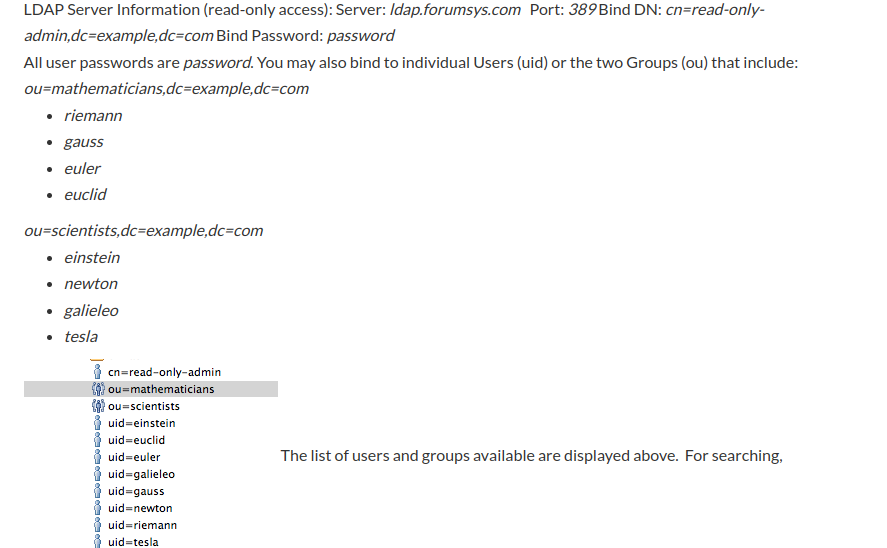 LDAP Server Information (read-only access): Server: ldap.forumsys.com Port: 389 Bind DN: cn=read-only-
admin,dc=example,dc=com Bind Password: password
All user passwords are password. You may also bind to individual Users (uid) or the two Groups (ou) that include:
ou=mathematicians,dc=example,dc=com
riemann
gauss
euler
euclid
ou=scientists,dc=example,dc=com
einstein
newton
galieleo
tesla
cn=read-only-admin
ou=mathematicians
ou=scientists
uid=einstein
uid=euclid
uid=euler
uid=galieleo
uid=gauss
uid=newton
uid=riemann
uid=tesla
The list of users and groups available are displayed above. For searching,